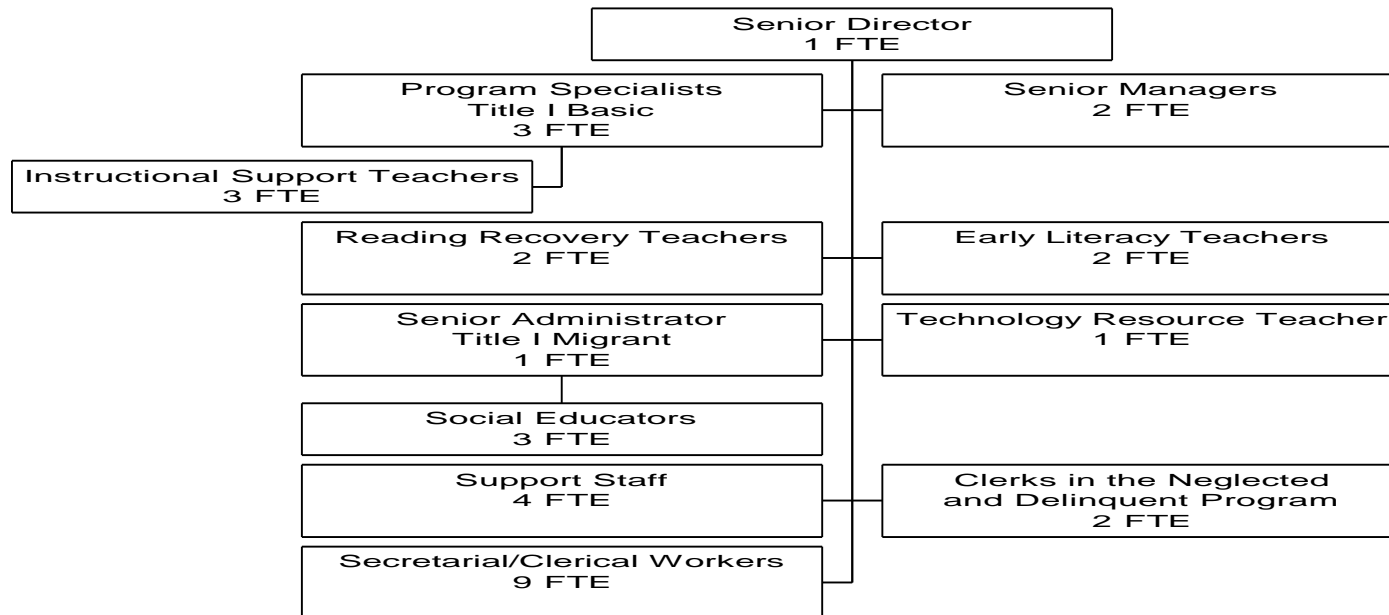 Senior Director
1 FTE
Program Specialists
Title I Basic
3 FTE
Senior Managers
2 FTE
Instructional Support Teachers
3 FTE
Reading Recovery Teachers
2 FTE
Early Literacy Teachers
2 FTE
Senior Administrator
Title I Migrant
1 FTE
Technology Resource Teacher
1 FTE
Social Educators
3 FTE
Support Staff
4 FTE
Clerks in the Neglected
and Delinquent Program
2 FTE
Secretarial/Clerical Workers
9 FTE